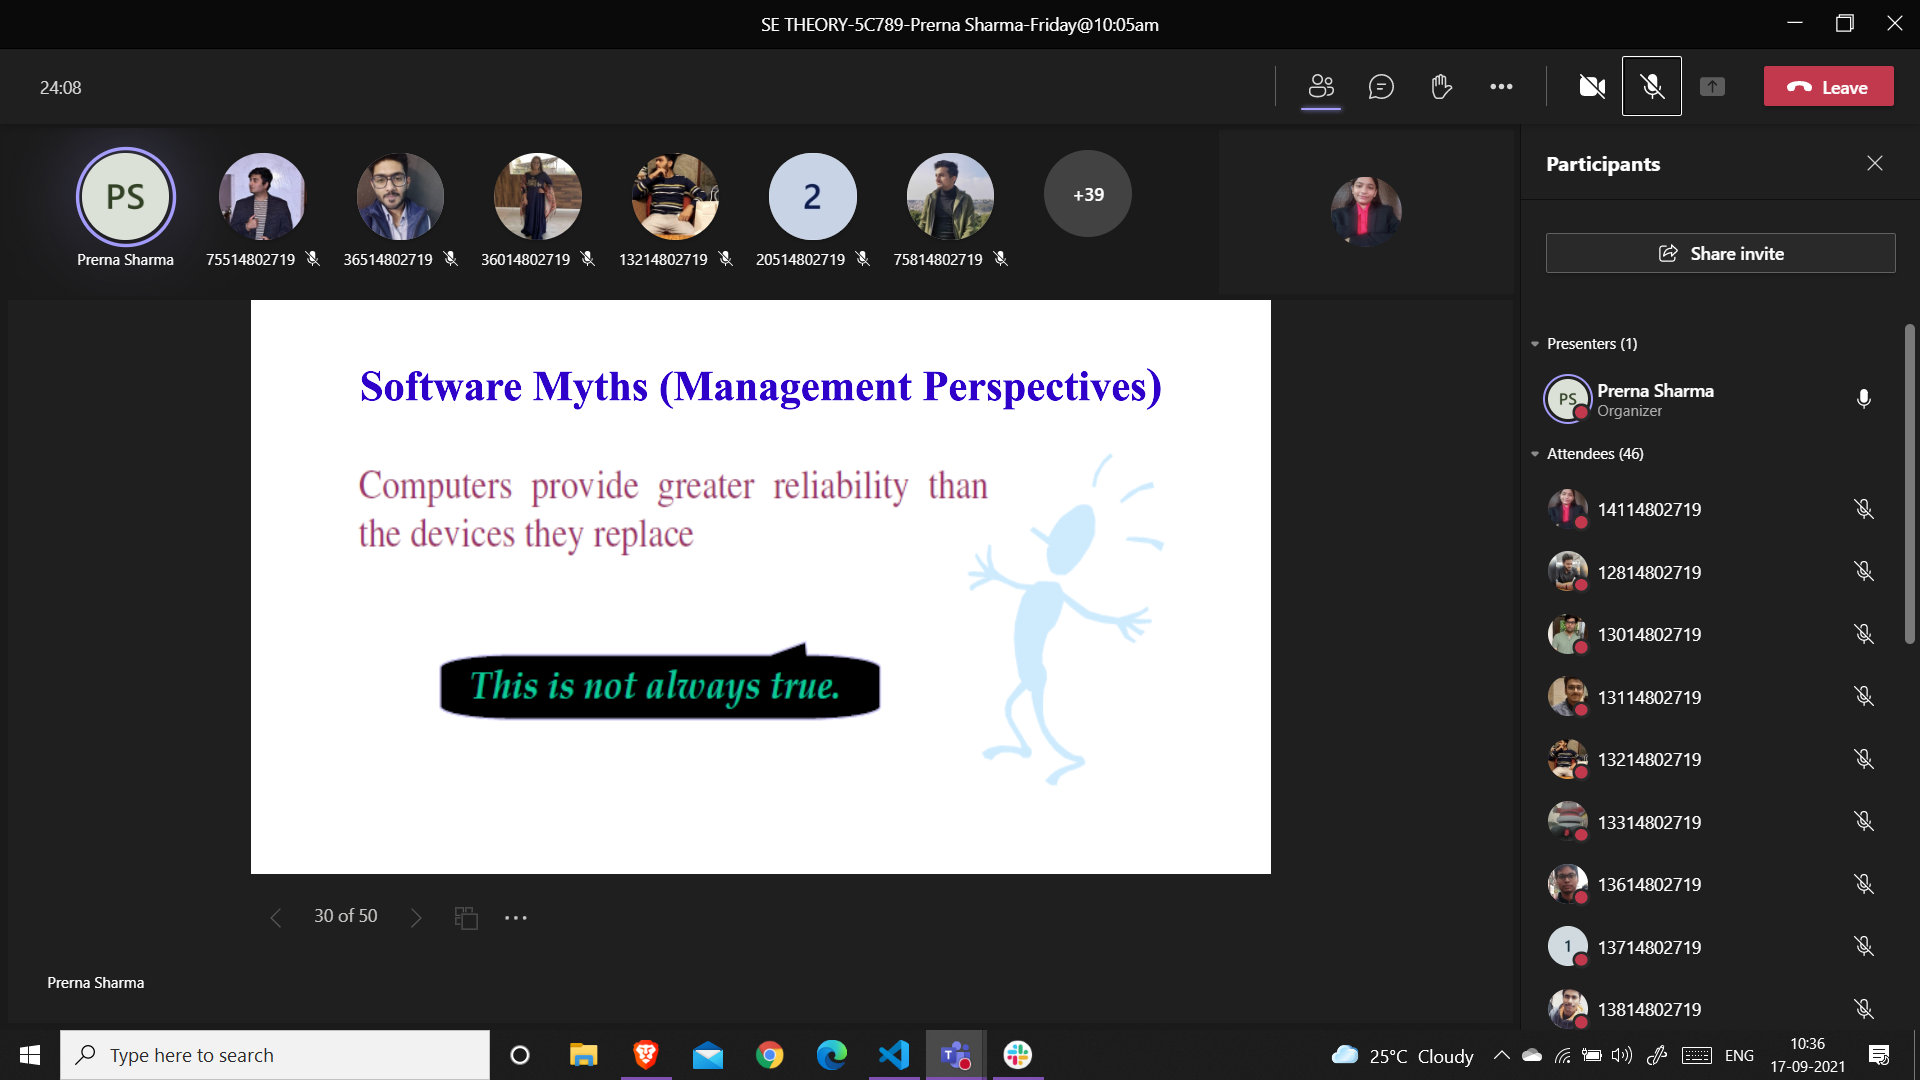 SE THEORY-5C789-Prerna Sharma-Friday@10:05am
24:08
Leave
PS
2
+39
Prerna Sharma
75514802719
36514802719
36014802719
13214802719
20514802719
75814802719
Software Myths (Management Perspectives)
Computers provide greater reliability than
the devices they replace
This is not always true.
30 of 50
Prerna Sharma
Participants
Share invite
Presenters (1)
PS
Prerna Sharma
Organizer
Attendees (46)
14114802719
12814802719
13014802719
13114802719
13214802719
13314802719
13614802719
1
13714802719
13814802719
Type here to search
25°C Cloudy
ENG
10:36
17-09-2021